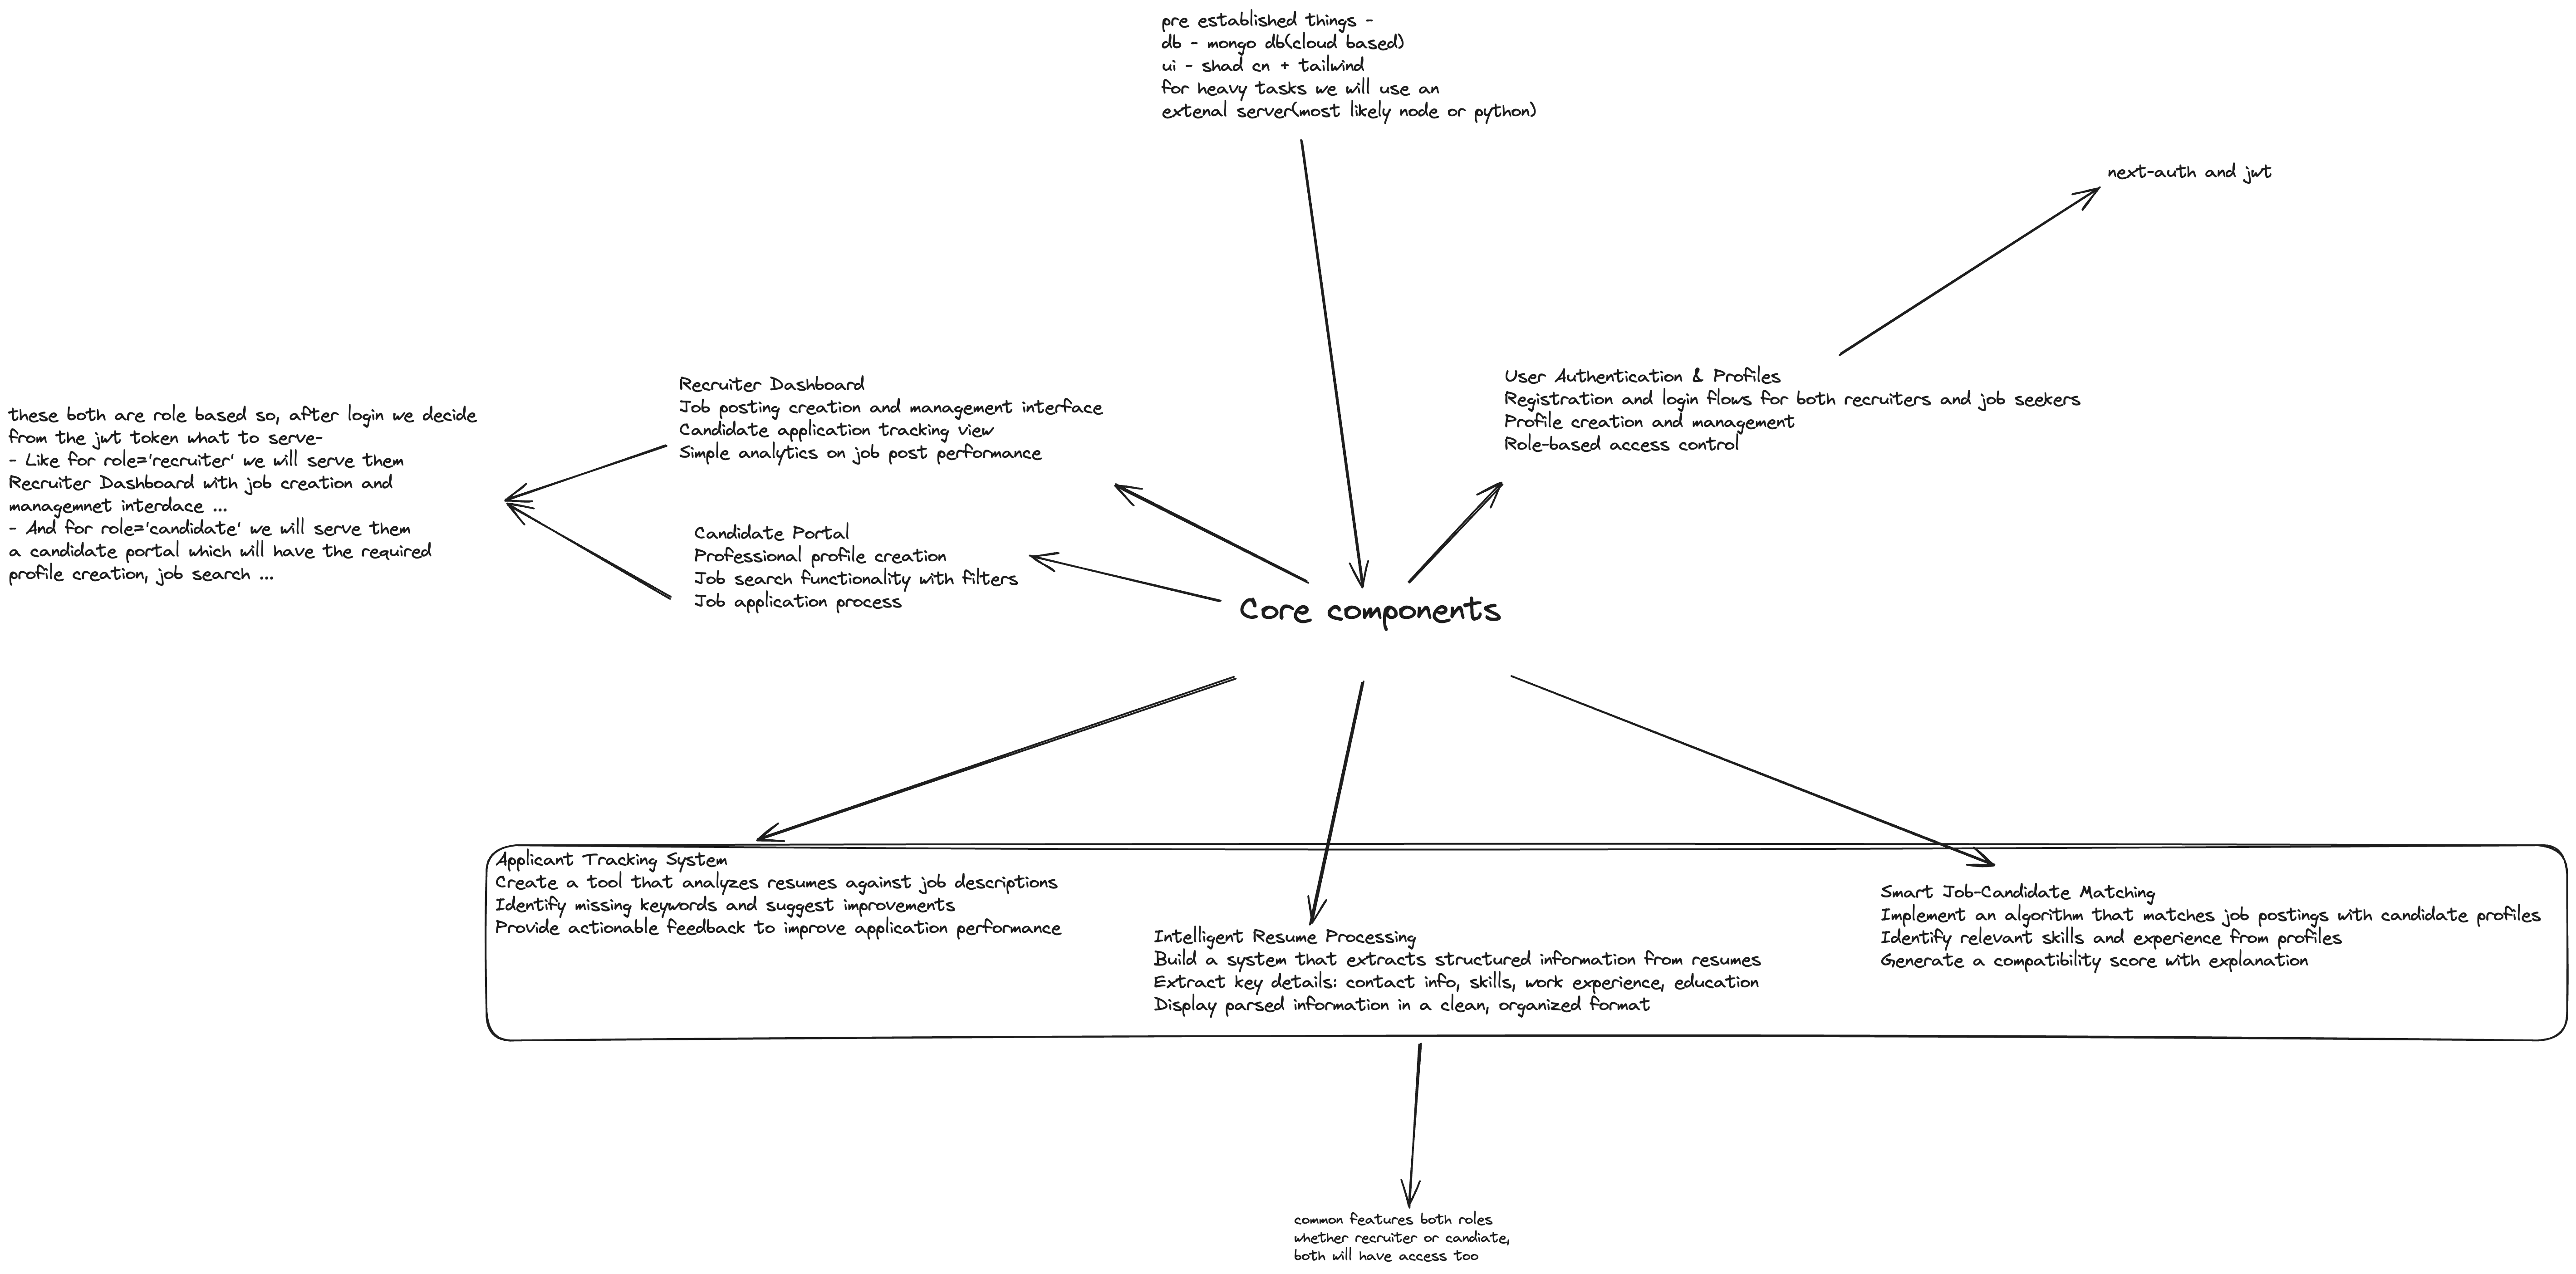 pre established things -
db - mongo db(cloud based)
ui - shad cn + tailwind
for heavy tasks we will use an
extenal server(most likely node or python)
next-auth and jwt
User Authentication & Profiles
Registration and login flows for both recruiters and job seekers
Profile creation and management
Role-based access control
Recruiter Dashboard
Job posting creation and management interface
Candidate application tracking view
Simple analytics on job post performance
these both are role based so, after login we decide
from the jwt token what to serve-
- Like for role='recruiter' we will serve them
Recruiter Dashboard with job creation and
managemnet interdace ...
- And for role='candidate' we will serve them
a candidate portal which will have the required
profile creation, job search ...
Candidate Portal
Professional profile creation
Job search functionality with filters
Job application process
Core components
Applicant Tracking System
Create a tool that analyzes resumes against job descriptions
Identify missing keywords and suggest improvements
Provide actionable feedback to improve application performance
Intelligent Resume Processing
Build a system that extracts structured information from resumes
Extract key details: contact info, skills, work experience, education
Display parsed information in a clean, organized format
Smart Job-Candidate Matching
Implement an algorithm that matches job postings with candidate profiles
Identify relevant skills and experience from profiles
Generate a compatibility score with explanation
common features both roles
whether recruiter or candiate,
both will have access too